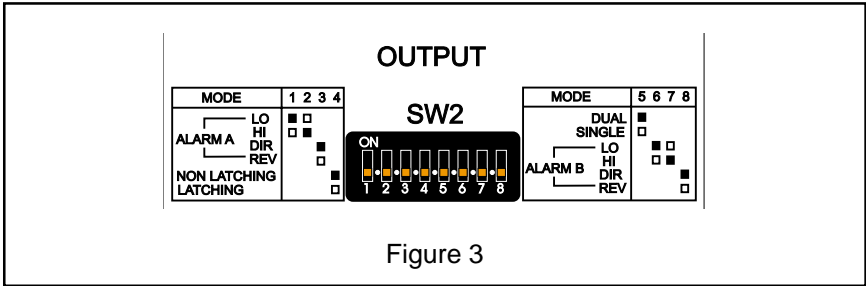 OUTPUT
MODE 1 2 3 4
ALARM A
LO
HI
DIR
REV
NON LATCHING
LATCHING
SW2
ON
1 2 3 4 5 6 7 8
MODE 5 6 7 8
DUAL
SINGLE
ALARM B
LO
HI
DIR
REV
Figure 3